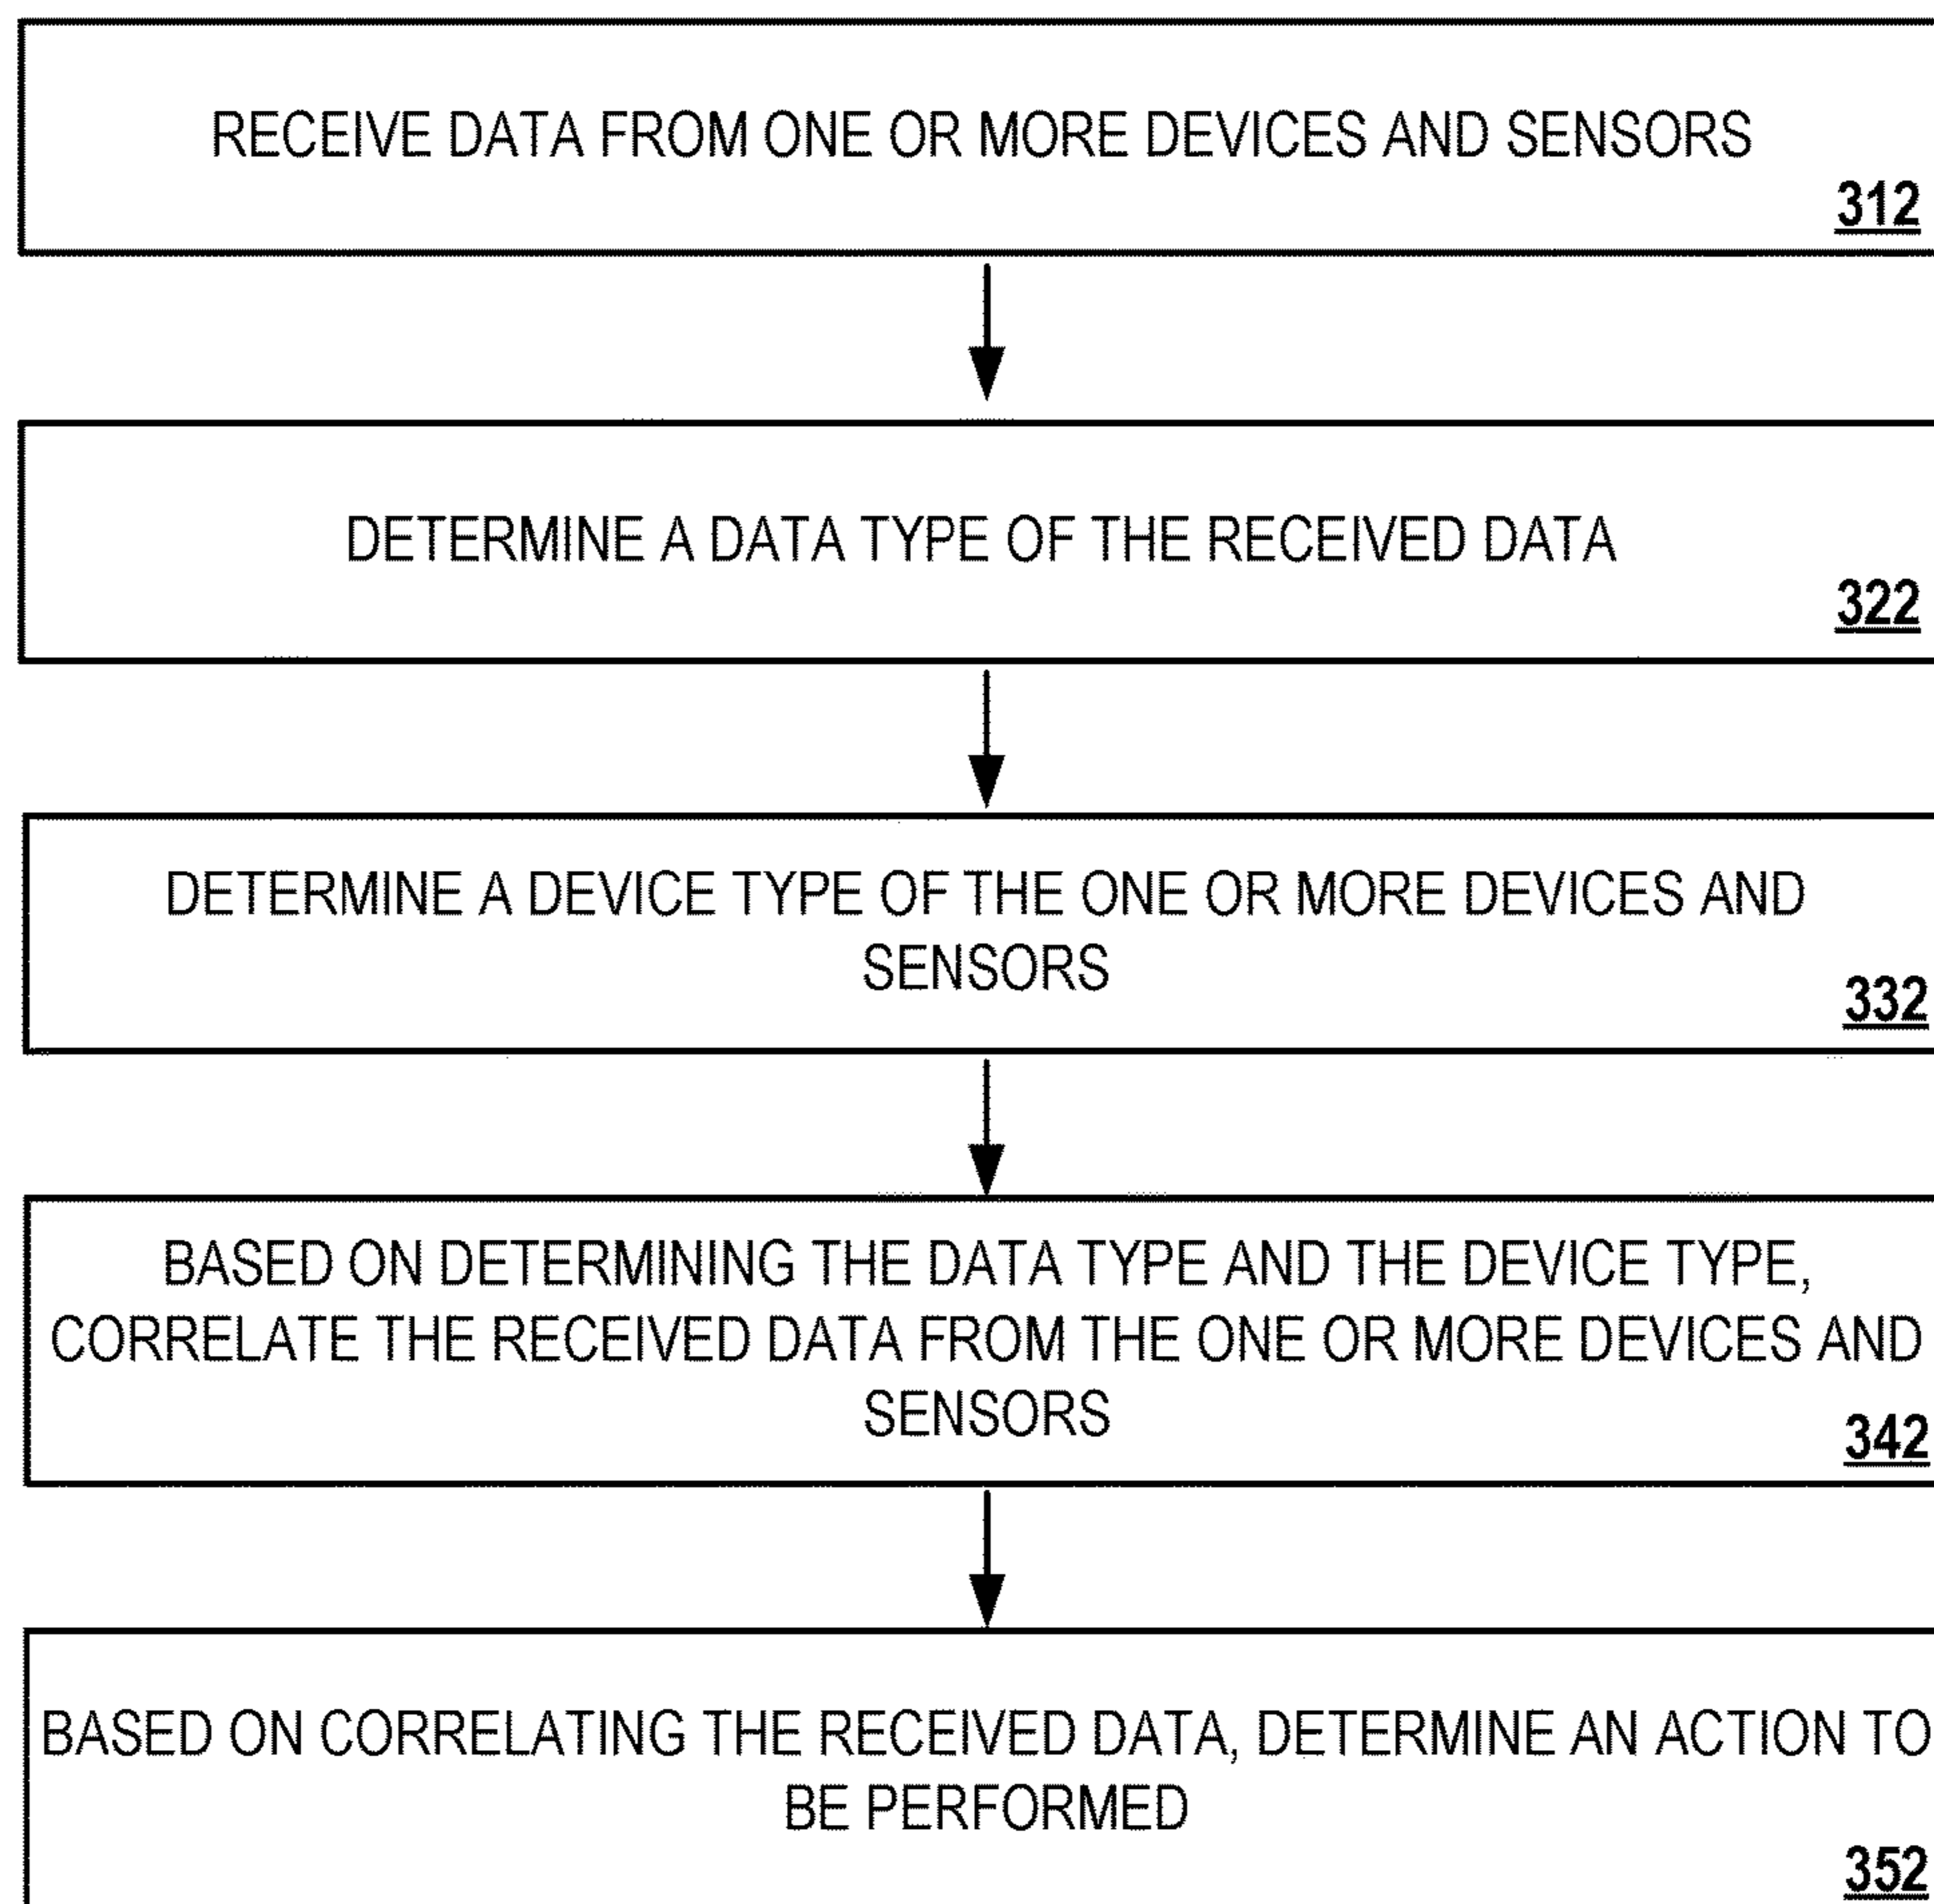 RECEIVE DATA FROM ONE OR MORE DEVICES AND SENSORS
312
DETERMINE A DATA TYPE OF THE RECEIVED DATA
322
DETERMINE A DEVICE TYPE OF THE ONE OR MORE DEVICES AND
SENSORS
332
BASED ON DETERMINING THE DATA TYPE AND THE DEVICE TYPE,
CORRELATE THE RECEIVED DATA FROM THE ONE OR MORE DEVICES AND
SENSORS
342
BASED ON CORRELATING THE RECEIVED DATA, DETERMINE AN ACTION TO
BE PERFORMED
352